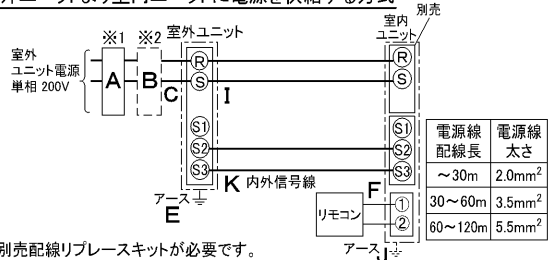 室外ユニットより室内ユニットに電源を供給する方式
※1 ※2 室外ユニット
室内
ユニット
別売
室外
ユニット電源
単相 200V
A B C I
R R
S S
S1 S1
S2 S2
S3 S3
K 内外信号線
アース
E
F
リモコン
① 
②
アース
J
電源線
配線長
電源線
太さ
～30m 2.0mm²
30～60m 3.5mm²
60～120m 5.5mm²
別売配線リプレースキットが必要です。